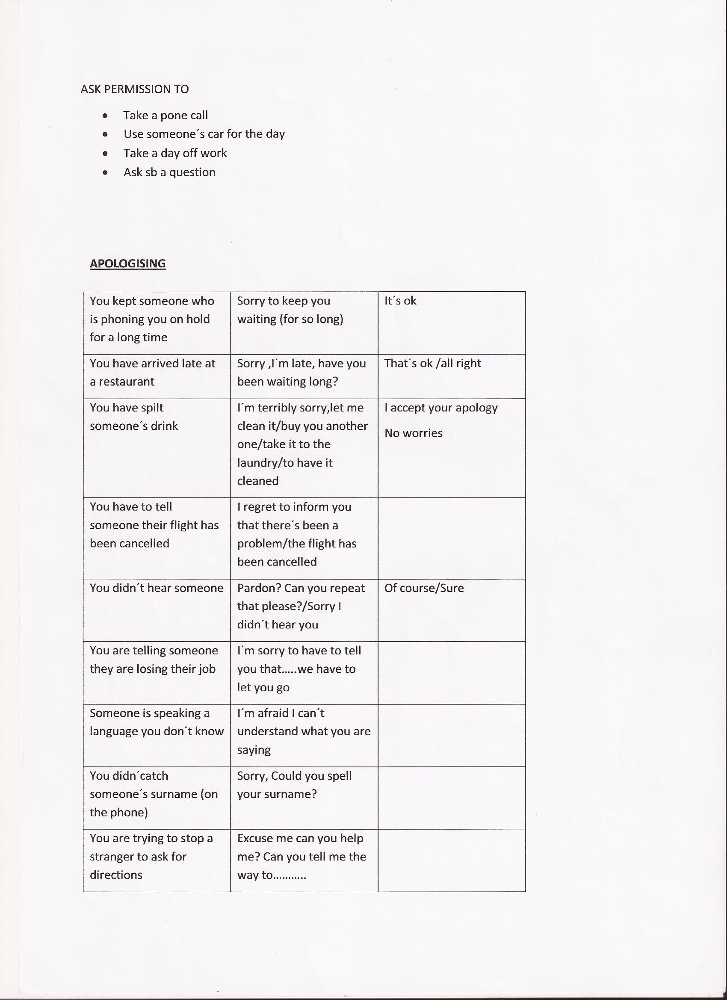 ASK PERMISSION TO
• Take a pone call
• Use someone´s car for the day
• Take a day off work
• Ask sb a question
APOLOGISING
You kept someone who
is phoning you on hold
for a long time
Sorry to keep you
waiting (for so long)
It´s ok
You have arrived late at
a restaurant
Sorry ,I´m late, have you
been waiting long?
That´s ok /all right
You have spilt
someone´s drink
I´m terribly sorry,let me
clean it/buy you another
one/take it to the
laundry/to have it
cleaned
I accept your apology
No worries
You have to tell
someone their flight has
been cancelled
I regret to inform you
that there´s been a
problem/the flight has
been cancelled
You didn´t hear someone
Pardon? Can you repeat
that please?/Sorry I
didn´t hear you
Of course/Sure
You are telling someone
they are losing their job
I´m sorry to have to tell
you that.....we have to
let you go
Someone is speaking a
language you don´t know
I´m afraid I can´t
understand what you are
saying
You didn´catch
someone´s surname (on
the phone)
Sorry, Could you spell
your surname?
You are trying to stop a
stranger to ask for
directions
Excuse me can you help
me? Can you tell me the
way to...........